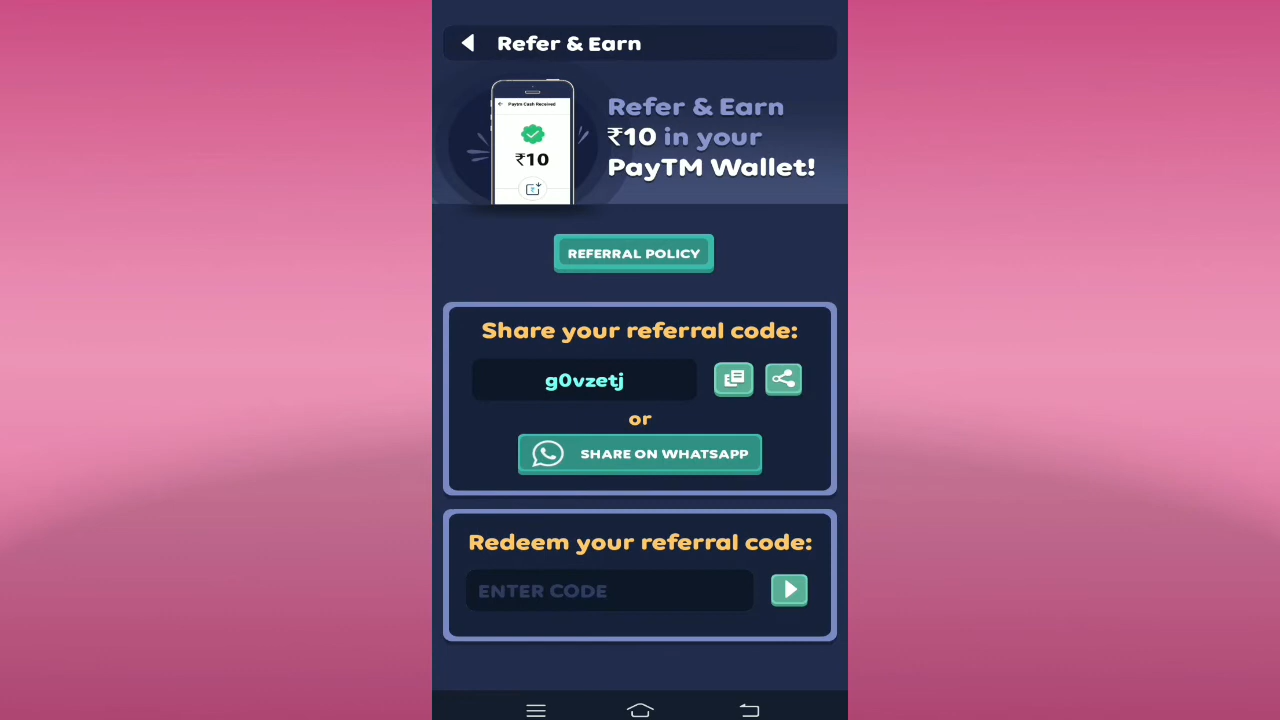 Refer & Earn
Paytm Cash Received
₹10
Refer & Earn
₹10 in your
PayTM Wallet!
REFERRAL POLICY
Share your referral code:
g0vzetj
or
SHARE ON WHATSAPP
Redeem your referral code:
ENTER CODE